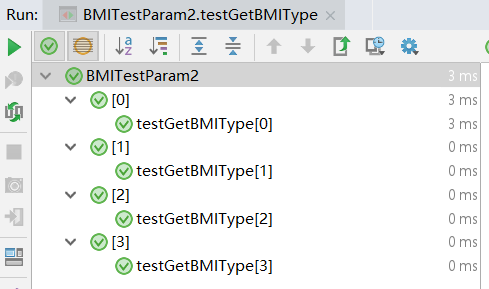 Run: BMITestParam2.testGetBMIType ×
BMITestParam2 3 ms
[0] 3 ms
testGetBMIType[0] 3 ms
[1] 0 ms
testGetBMIType[1] 0 ms
[2] 0 ms
testGetBMIType[2] 0 ms
[3] 0 ms
testGetBMIType[3] 0 ms